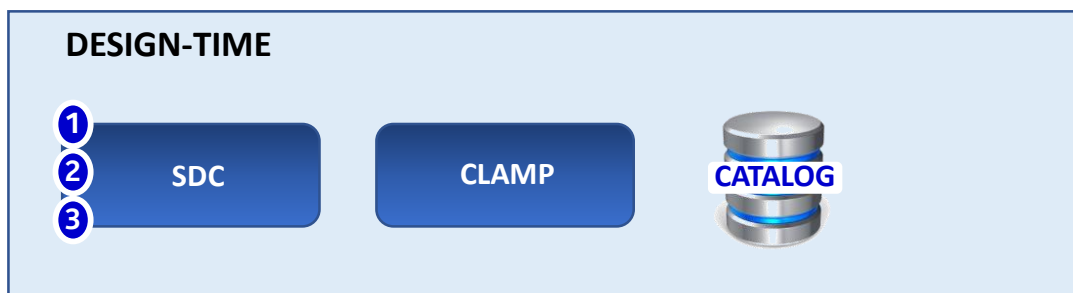 DESIGN-TIME
1
2
3
SDC
CLAMP
CATALOG